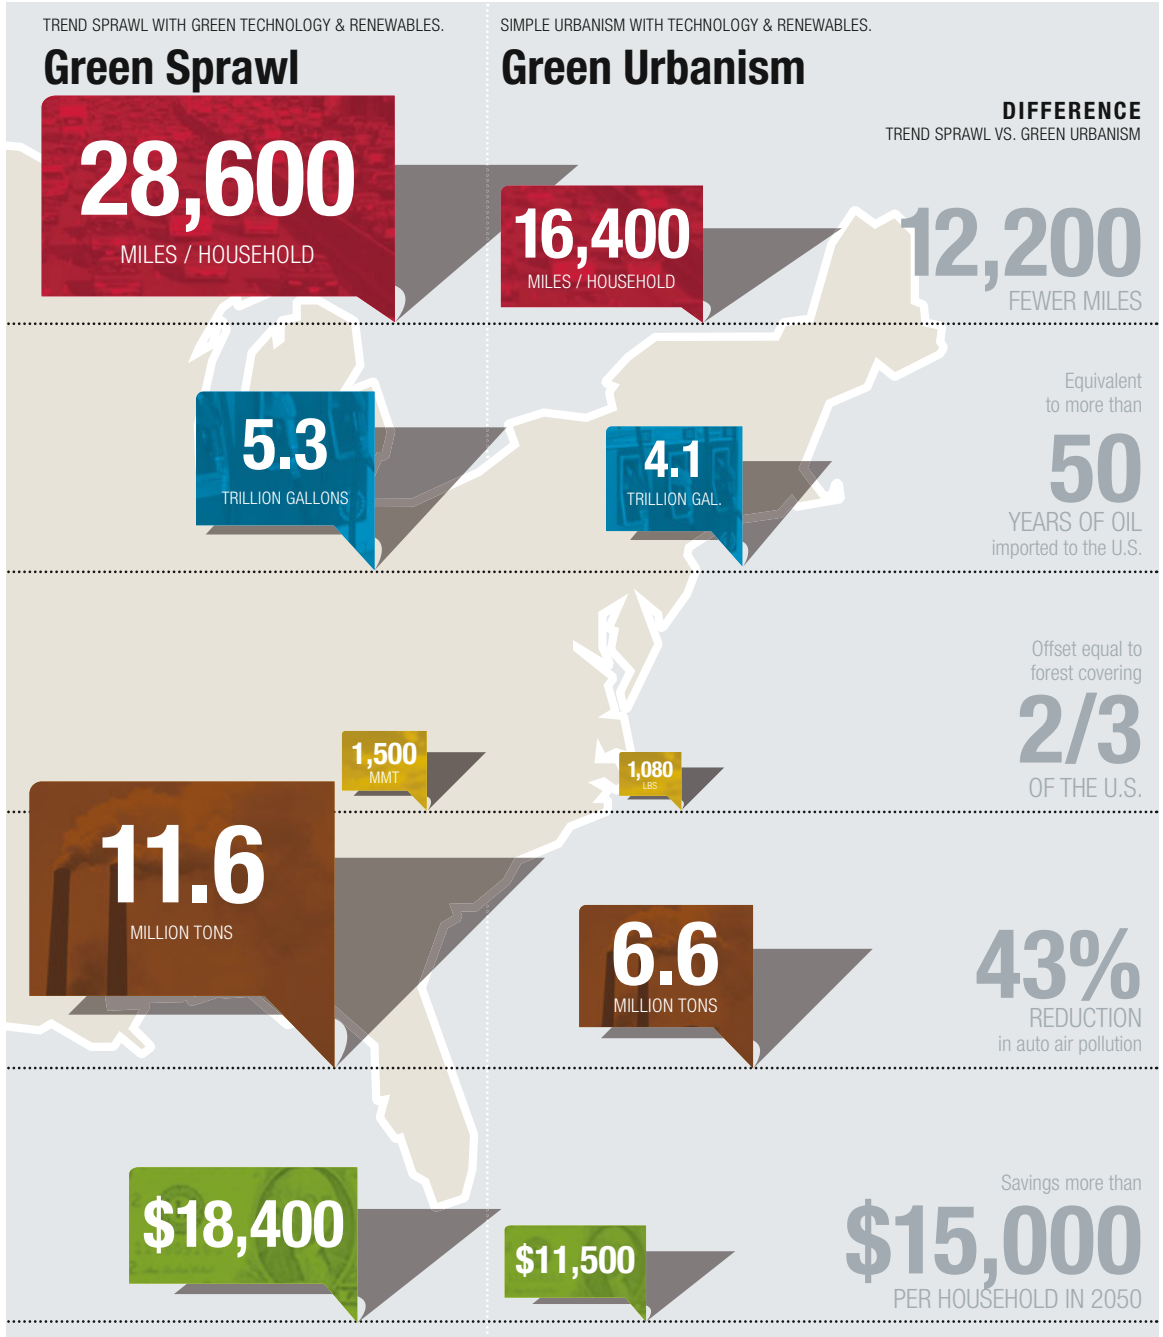 TREND SPRAWL WITH GREEN TECHNOLOGY & RENEWABLES.
Green Sprawl
SIMPLE URBANISM WITH TECHNOLOGY & RENEWABLES.
Green Urbanism
DIFFERENCE
TREND SPRAWL VS. GREEN URBANISM
28,600
MILES / HOUSEHOLD
16,400
MILES / HOUSEHOLD
12,200
FEWER MILES
5.3
TRILLION GALLONS
4.1
TRILLION GAL.
Equivalent
to more than
50
YEARS OF OIL
imported to the U.S.
1,500
MMT
1,080
LBS
Offset equal to
forest covering
2/3
OF THE U.S.
11.6
MILLION TONS
6.6
MILLION TONS
43%
REDUCTION
in auto air pollution
$18,400
$11,500
Savings more than
$15,000
PER HOUSEHOLD IN 2050